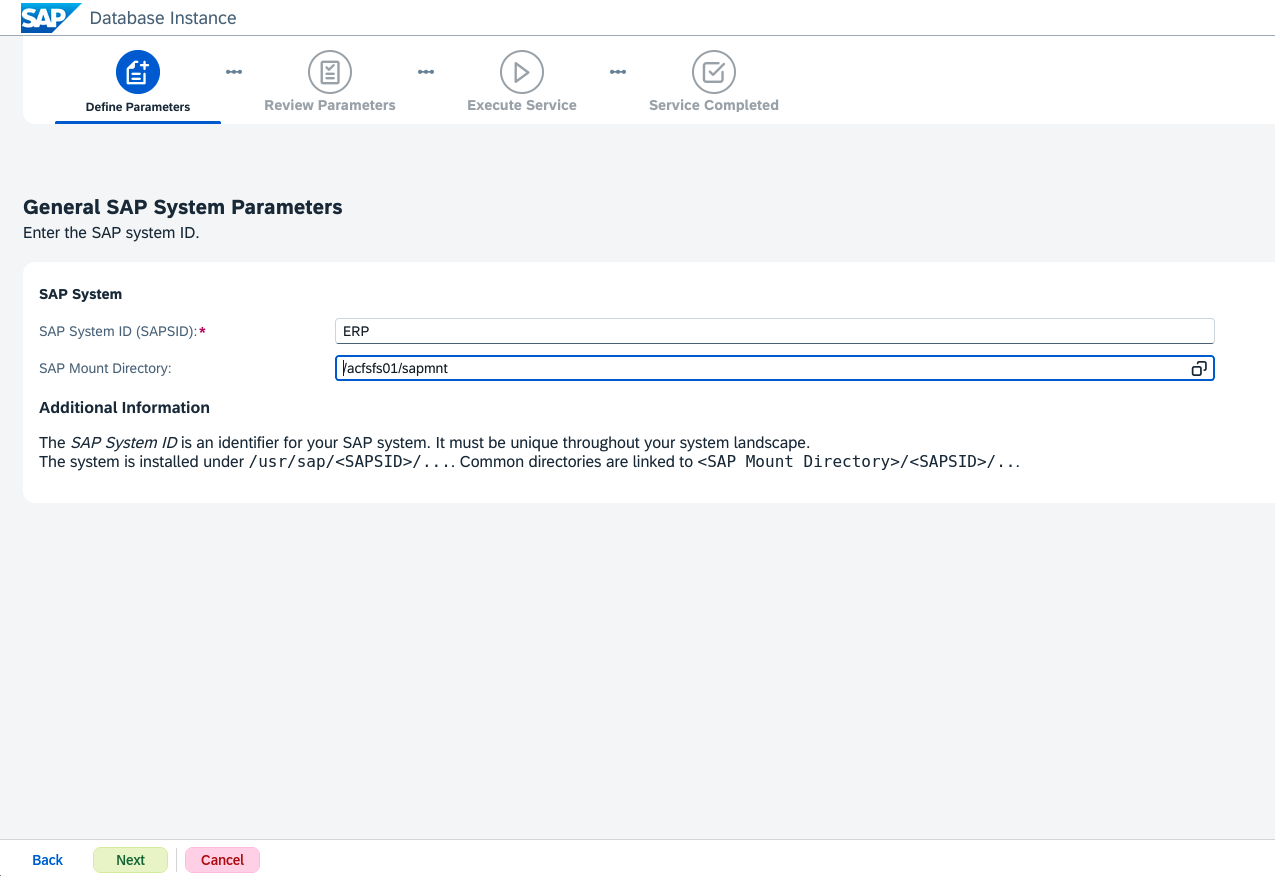 SAP Database Instance
Define Parameters
Review Parameters
Execute Service
Service Completed
General SAP System Parameters
Enter the SAP system ID.
SAP System
SAP System ID (SAPSID):*
ERP
SAP Mount Directory:
/acfsfs01/sapmnt
Additional Information
The SAP System ID is an identifier for your SAP system. It must be unique throughout your system landscape.
The system is installed under /usr/sap/<SAPSID>/.... Common directories are linked to <SAP Mount Directory>/<SAPSID>/...
Back
Next
Cancel